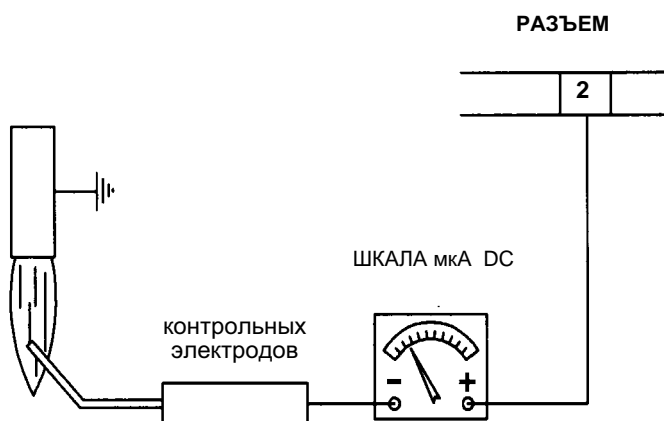 РАЗЪЕМ
2
ШКАЛА мкА DC
контрольных
электродов
- +